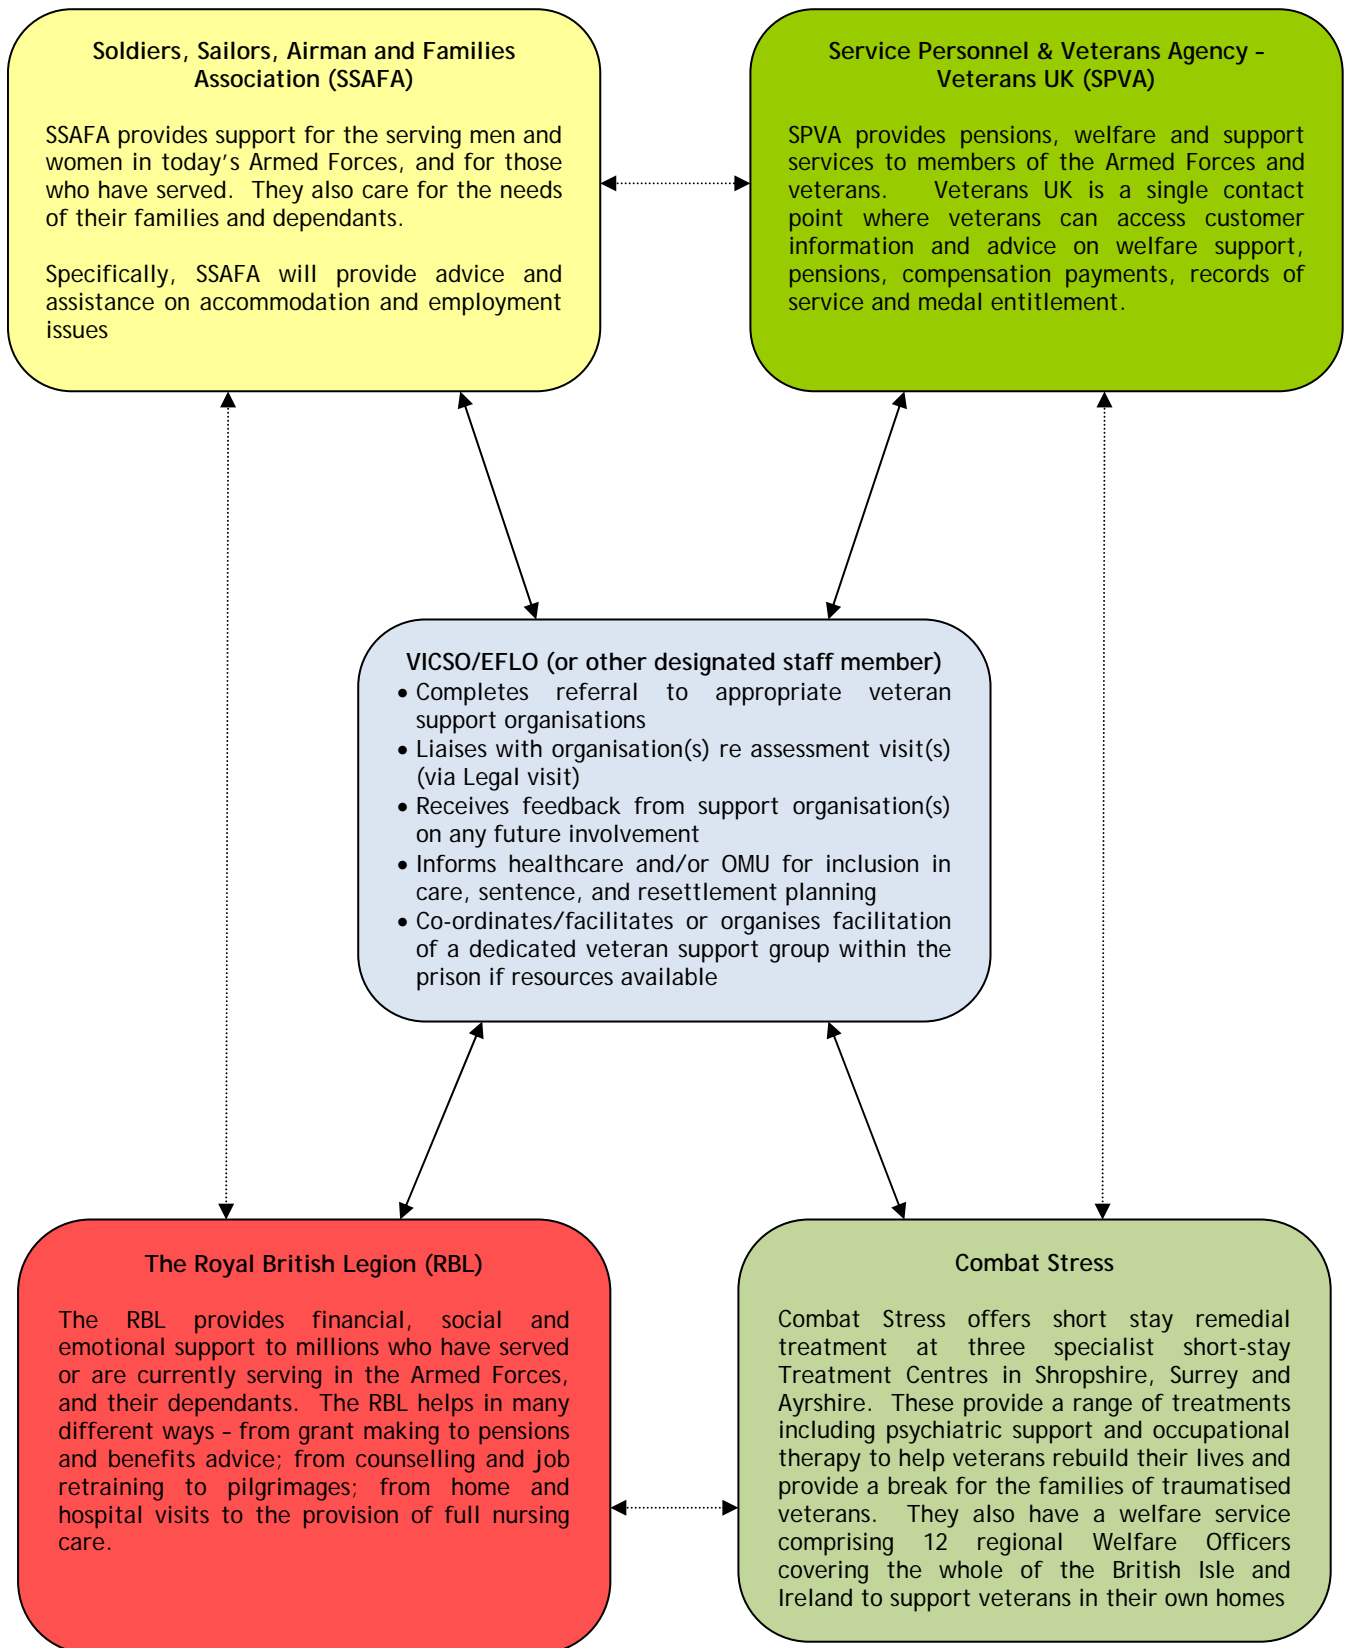 Soldiers, Sailors, Airman and Families
Association (SSAFA)
SSAFA provides support for the serving men and
women in today's Armed Forces, and for those
who have served. They also care for the needs
of their families and dependants.
Specifically, SSAFA will provide advice and
assistance on accommodation and employment
issues
Service Personnel & Veterans Agency –
Veterans UK (SPVA)
SPVA provides pensions, welfare and support
services to members of the Armed Forces and
veterans. Veterans UK is a single contact
point where veterans can access customer
information and advice on welfare support,
pensions, compensation payments, records of
service and medal entitlement.
VICSO/EFLO (or other designated staff member)
• Completes referral to appropriate veteran
support organisations
• Liaises with organisation(s) re assessment visit(s)
(via Legal visit)
• Receives feedback from support organisation(s)
on any future involvement
• Informs healthcare and/or OMU for inclusion in
care, sentence, and resettlement planning
• Co-ordinates/facilitates or organises facilitation
of a dedicated veteran support group within the
prison if resources available
The Royal British Legion (RBL)
The RBL provides financial, social and
emotional support to millions who have served
or are currently serving in the Armed Forces,
and their dependants. The RBL helps in many
different ways – from grant making to pensions
and benefits advice; from counselling and job
retraining to pilgrimages; from home and
hospital visits to the provision of full nursing
care.
Combat Stress
Combat Stress offers short stay remedial
treatment at three specialist short-stay
Treatment Centres in Shropshire, Surrey and
Ayrshire. These provide a range of treatments
including psychiatric support and occupational
therapy to help veterans rebuild their lives and
provide a break for the families of traumatised
veterans. They also have a welfare service
comprising 12 regional Welfare Officers
covering the whole of the British Isle and
Ireland to support veterans in their own homes